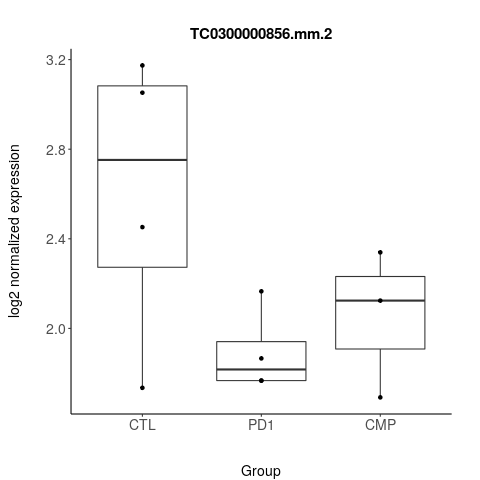 TC0300000856.mm.2
3.2
2.8
2.4
2.0
log2 normalized expression
CTL PD1 CMP
Group